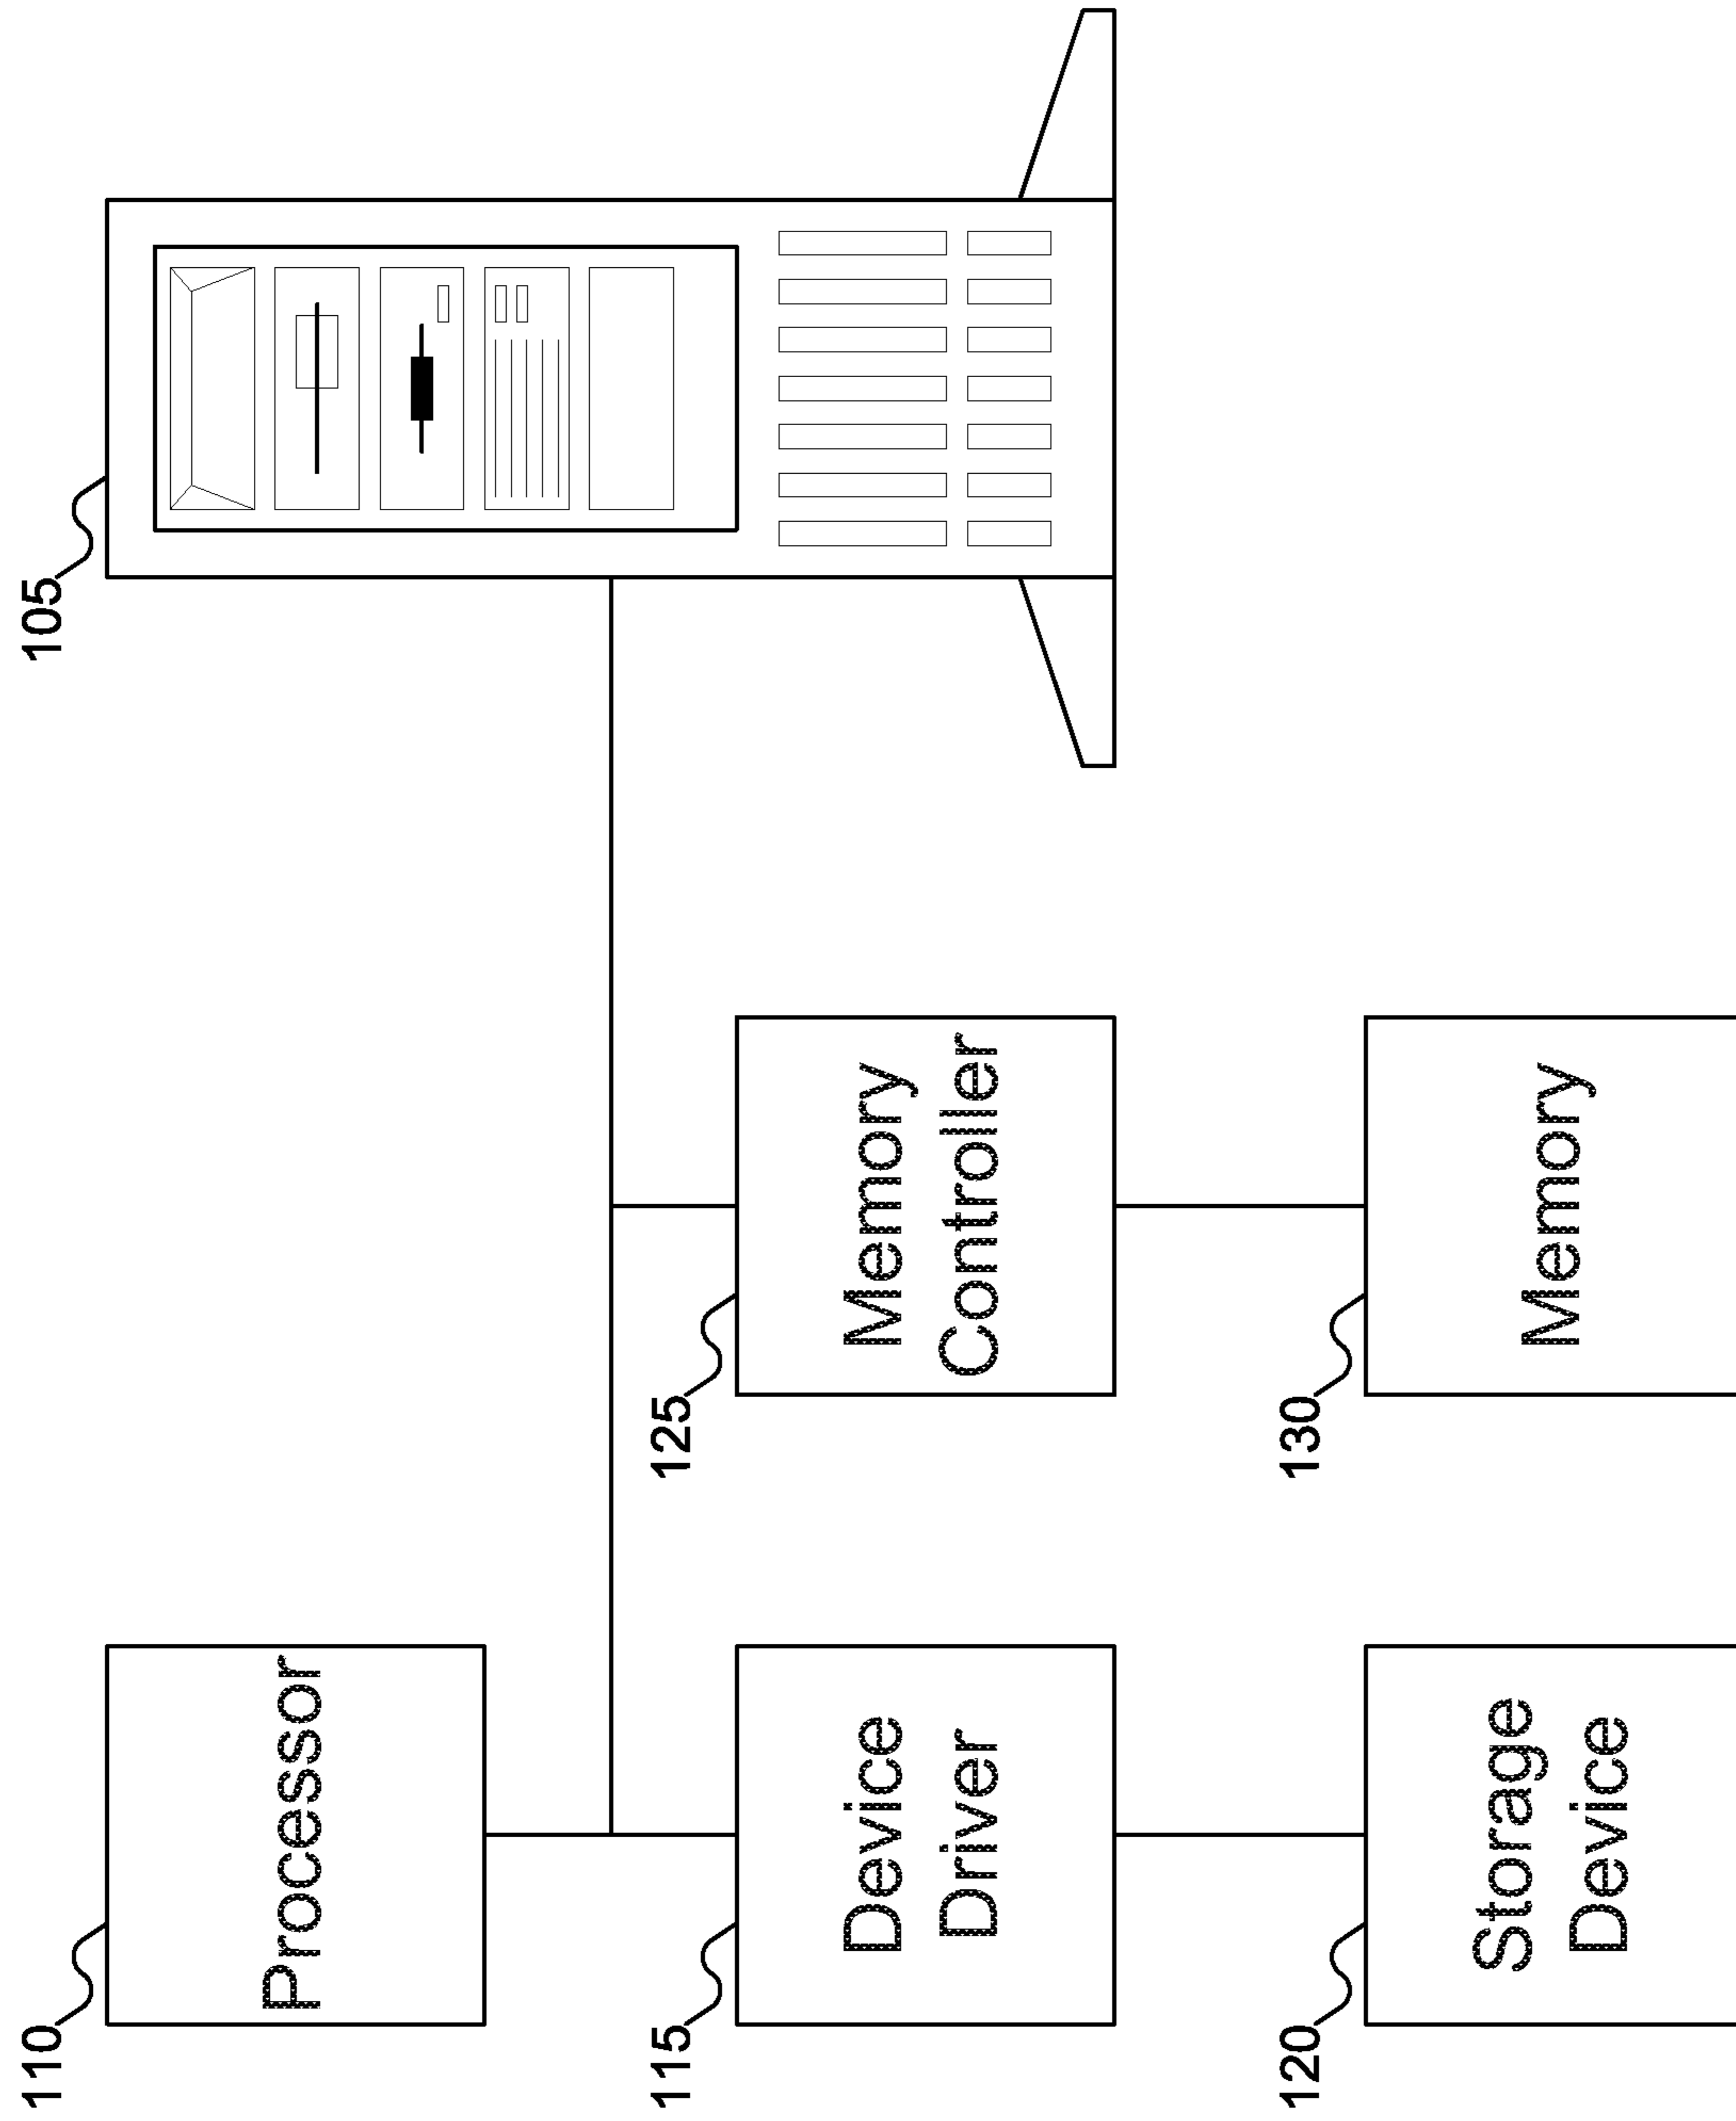 105
110
Processor
125
Memory
Controller
115
Device
Driver
130
Memory
120
Storage
Device